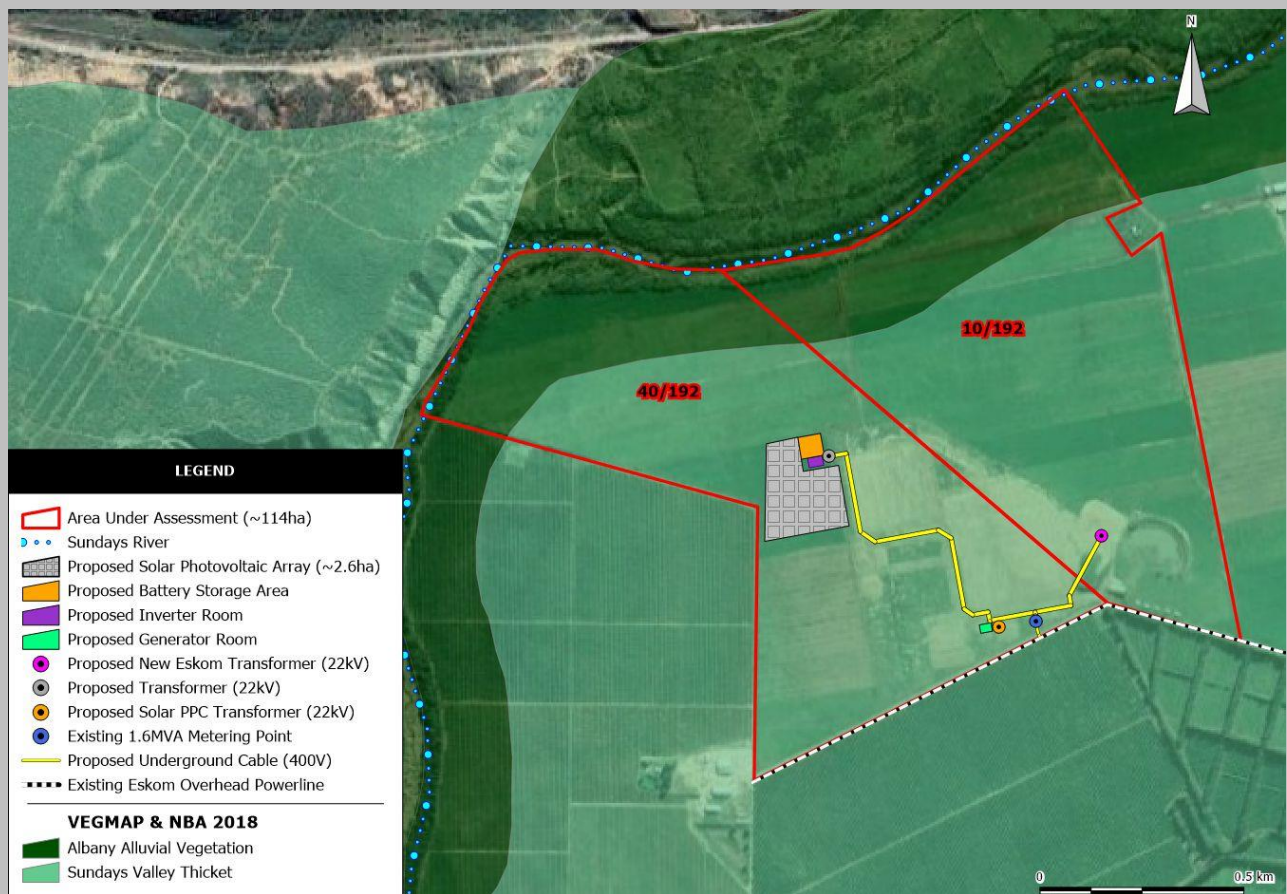 N
10/192
40/192
LEGEND
Area Under Assessment (~114ha)
Sundays River
Proposed Solar Photovoltaic Array (~2.6ha)
Proposed Battery Storage Area
Proposed Inverter Room
Proposed Generator Room
Proposed New Eskom Transformer (22kV)
Proposed Transformer (22kV)
Proposed Solar PPC Transformer (22kV)
Existing 1.6MVA Metering Point
Proposed Underground Cable (400V)
Existing Eskom Overhead Powerline
VEGMAP & NBA 2018
Albany Alluvial Vegetation
Sundays Valley Thicket
0 0.5 km